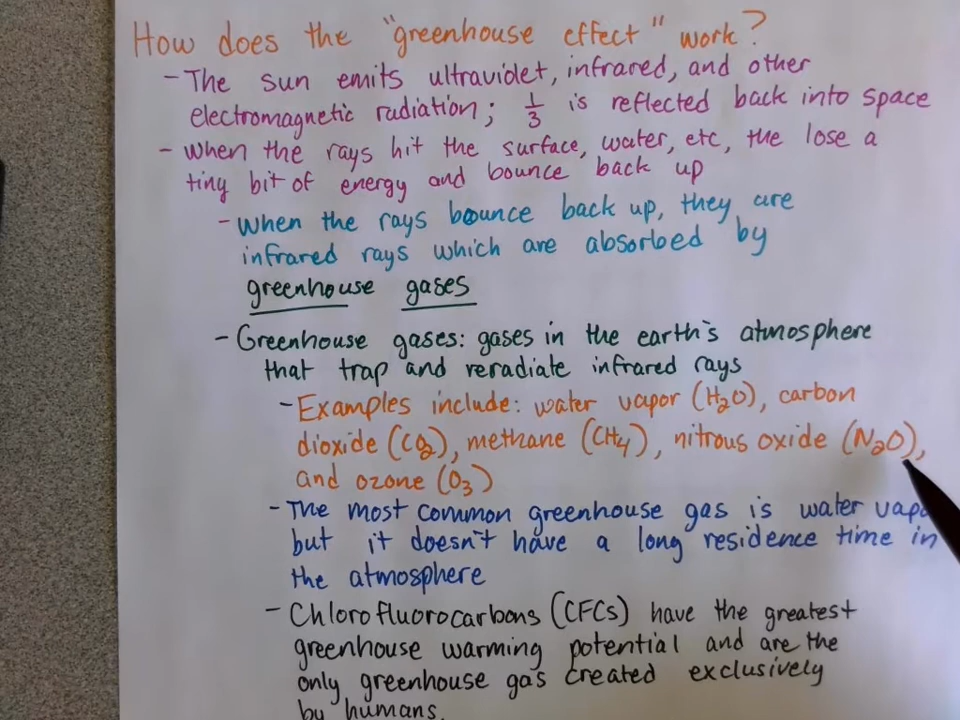 How does the "greenhouse effect" work?
- The sun emits ultraviolet, infrared, and other
electromagnetic radiation; 1/3 is reflected back into space
- When the rays hit the surface, water, etc, the lose a
tiny bit of energy and bounce back up
- When the rays bounce back up, they are
infrared rays which are absorbed by
greenhouse gases
- Greenhouse gases: gases in the earth's atmosphere
that trap and reradiate infrared rays
- Examples include: water vapor (H2O), carbon
dioxide (CO2), methane (CH4), nitrous oxide (N2O),
and ozone (O3)
- The most common greenhouse gas is water vapo
but it doesn't have a long residence time in
the atmosphere
- Chlorofluorocarbons (CFCs) have the greatest
greenhouse warming potential and are the
only greenhouse gas created exclusively
by humans.